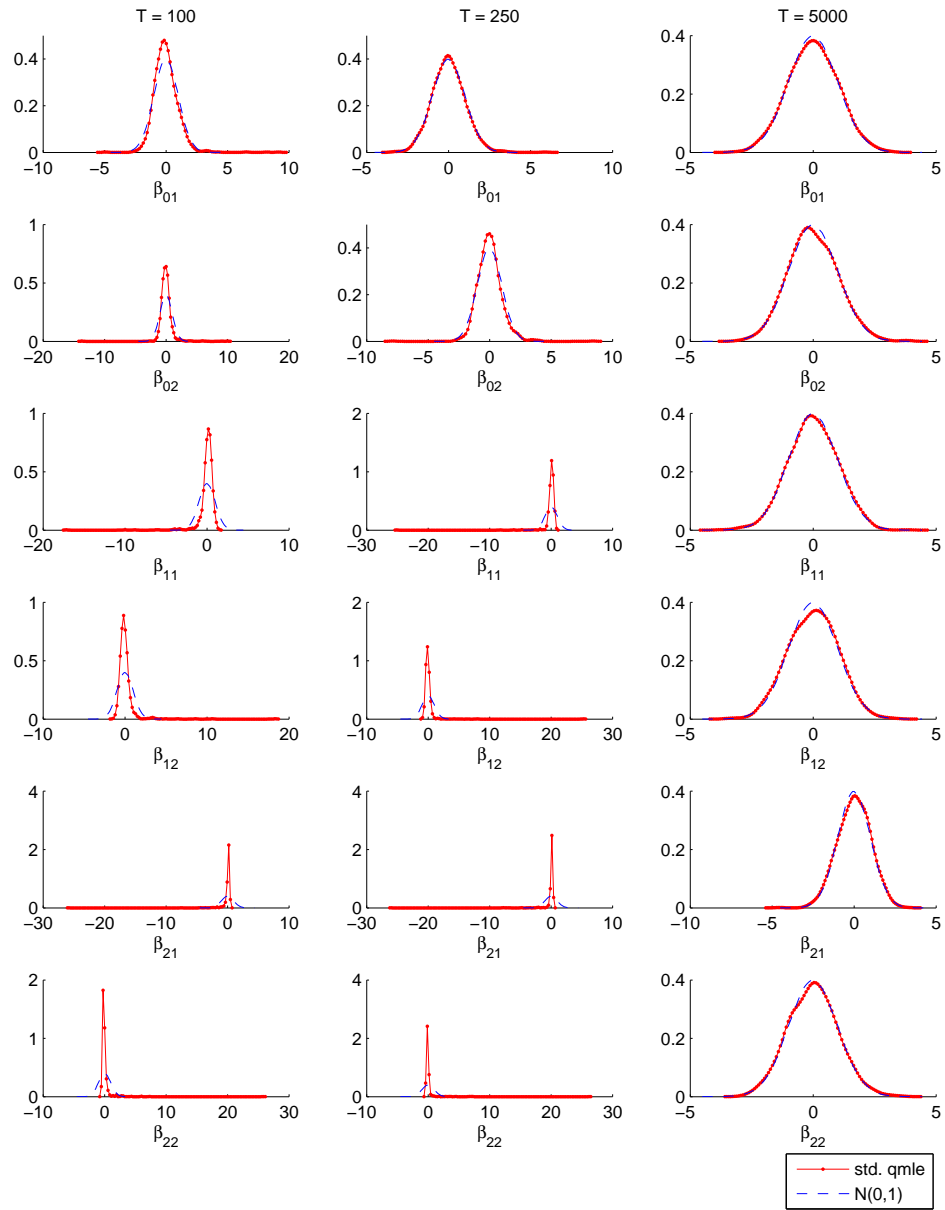 T = 100 T = 250 T = 5000
0.4 0.2 0 −10 −5 0 5 10 β01
0.4 0.2 0 −5 0 5 10 β01
0.4 0.2 0 −5 0 5 β01
1 0.5 0 −20 −10 0 10 20 β02
0.4 0.2 0 −10 −5 0 5 10 β02
0.4 0.2 0 −5 0 5 β02
1 0.5 0 −20 −10 0 10 β11
2 1 0 −30 −20 −10 0 10 β11
0.4 0.2 0 −5 0 5 β11
1 0.5 0 −10 0 10 20 β12
2 1 0 −10 0 10 20 30 β12
0.4 0.2 0 −5 0 5 β12
4 2 0 −30 −20 −10 0 10 β21
4 2 0 −30 −20 −10 0 10 β21
0.4 0.2 0 −10 −5 0 5 β21
2 1 0 −10 0 10 20 30 β22
4 2 0 −10 0 10 20 30 β22
0.4 0.2 0 −5 0 5 β22
std. qmle
N(0,1)